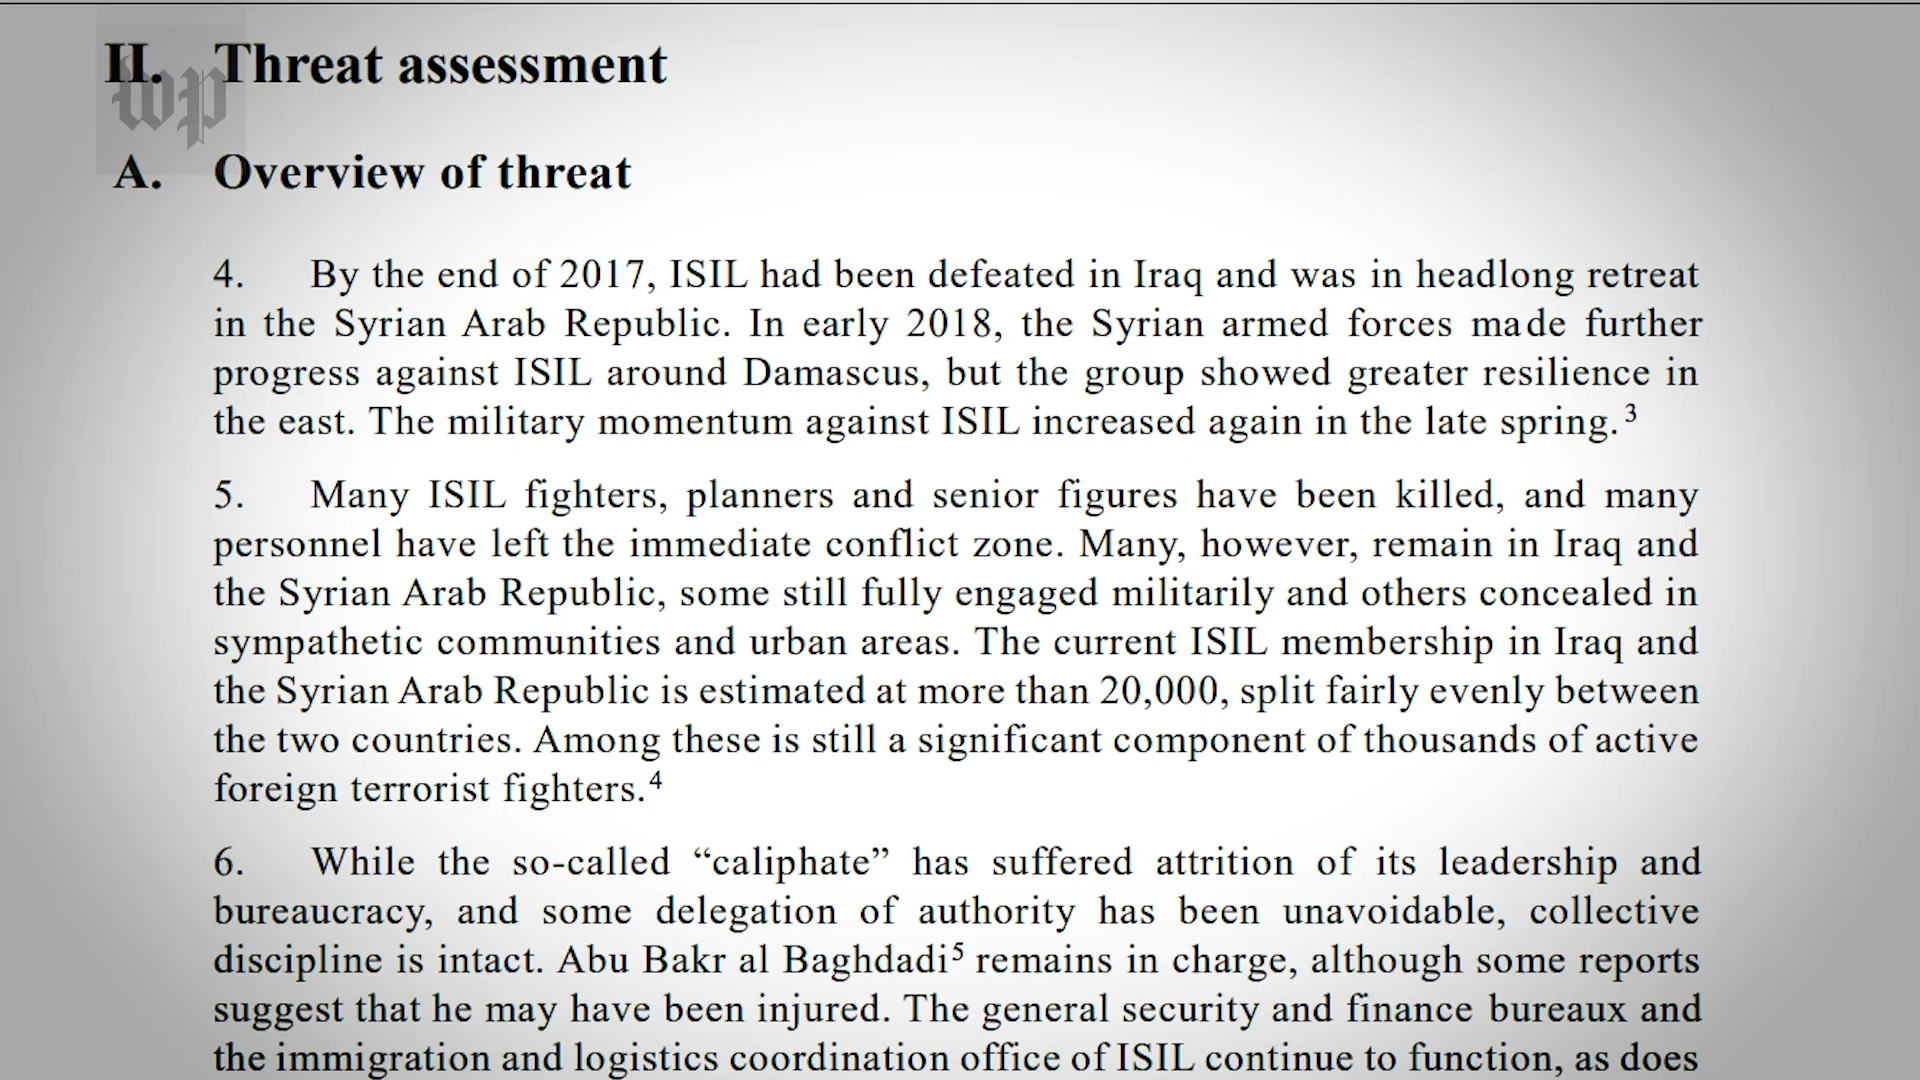 II. Threat assessment
wp
A. Overview of threat
4. By the end of 2017, ISIL had been defeated in Iraq and was in headlong retreat
in the Syrian Arab Republic. In early 2018, the Syrian armed forces made further
progress against ISIL around Damascus, but the group showed greater resilience in
the east. The military momentum against ISIL increased again in the late spring.³
5. Many ISIL fighters, planners and senior figures have been killed, and many
personnel have left the immediate conflict zone. Many, however, remain in Iraq and
the Syrian Arab Republic, some still fully engaged militarily and others concealed in
sympathetic communities and urban areas. The current ISIL membership in Iraq and
the Syrian Arab Republic is estimated at more than 20,000, split fairly evenly between
the two countries. Among these is still a significant component of thousands of active
foreign terrorist fighters.⁴
6. While the so-called “caliphate” has suffered attrition of its leadership and
bureaucracy, and some delegation of authority has been unavoidable, collective
discipline is intact. Abu Bakr al Baghdadi⁵ remains in charge, although some reports
suggest that he may have been injured. The general security and finance bureaux and
the immigration and logistics coordination office of ISIL continue to function, as does